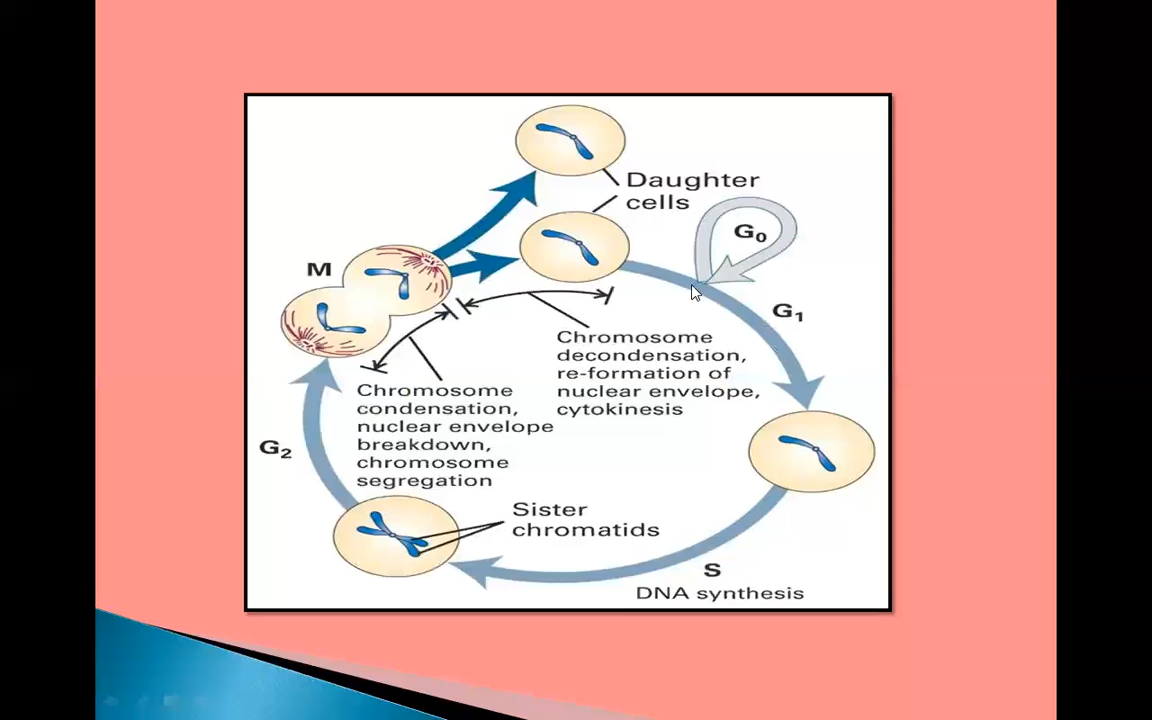 Daughter
cells
G₀
M
G₁
Chromosome
decondensation,
re-formation of
nuclear envelope,
cytokinesis
Chromosome
condensation,
nuclear envelope
breakdown,
chromosome
segregation
G₂
Sister
chromatids
S
DNA synthesis